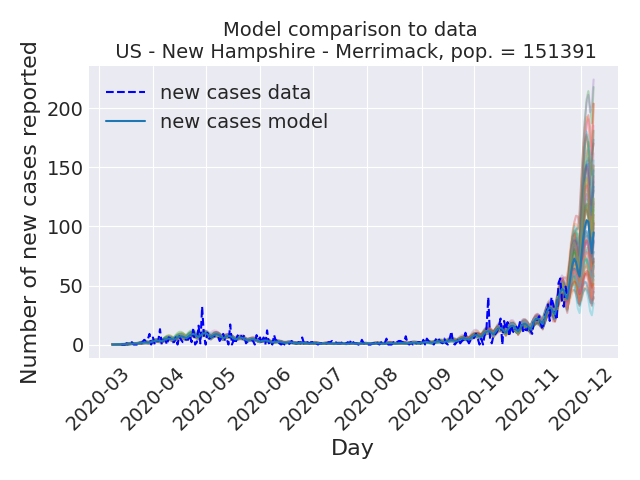 Model comparison to data
US - New Hampshire - Merrimack, pop. = 151391
Number of new cases reported
200
150
100
50
0
new cases data
new cases model
2020-03
2020-04
2020-05
2020-06
2020-07
2020-08
2020-09
2020-10
2020-11
2020-12
Day